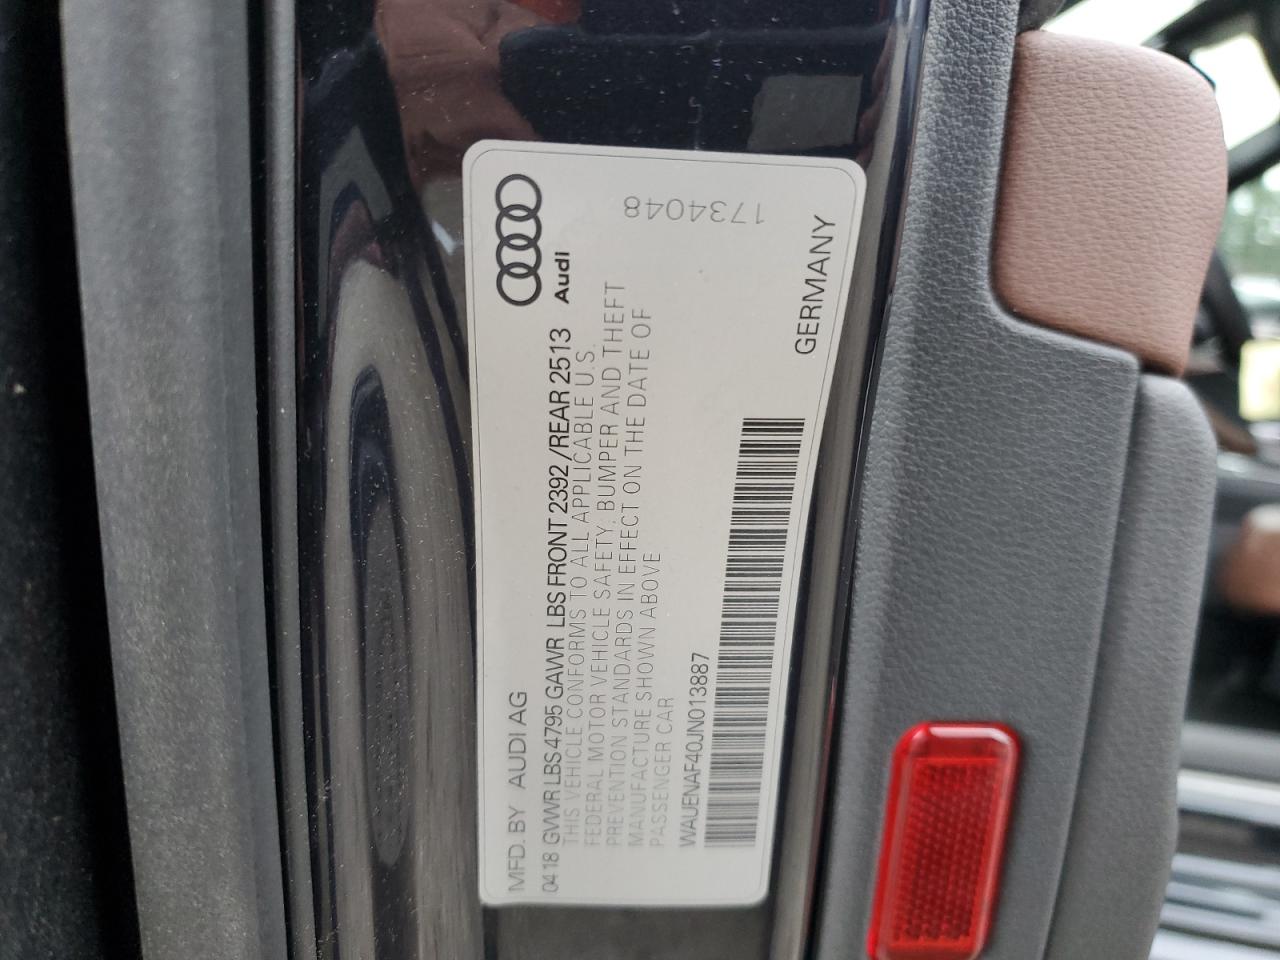 Audi
MFD. BY AUDI AG
04 18 GVWR LBS 4795 GAWR LBS FRONT 2392 /REAR 2513
THIS VEHICLE CONFORMS TO ALL APPLICABLE U.S.
FEDERAL MOTOR VEHICLE SAFETY, BUMPER AND THEFT
PREVENTION STANDARDS IN EFFECT ON THE DATE OF
MANUFACTURE SHOWN ABOVE
PASSENGER CAR
WAUENAF40JN013887
GERMANY
1734048